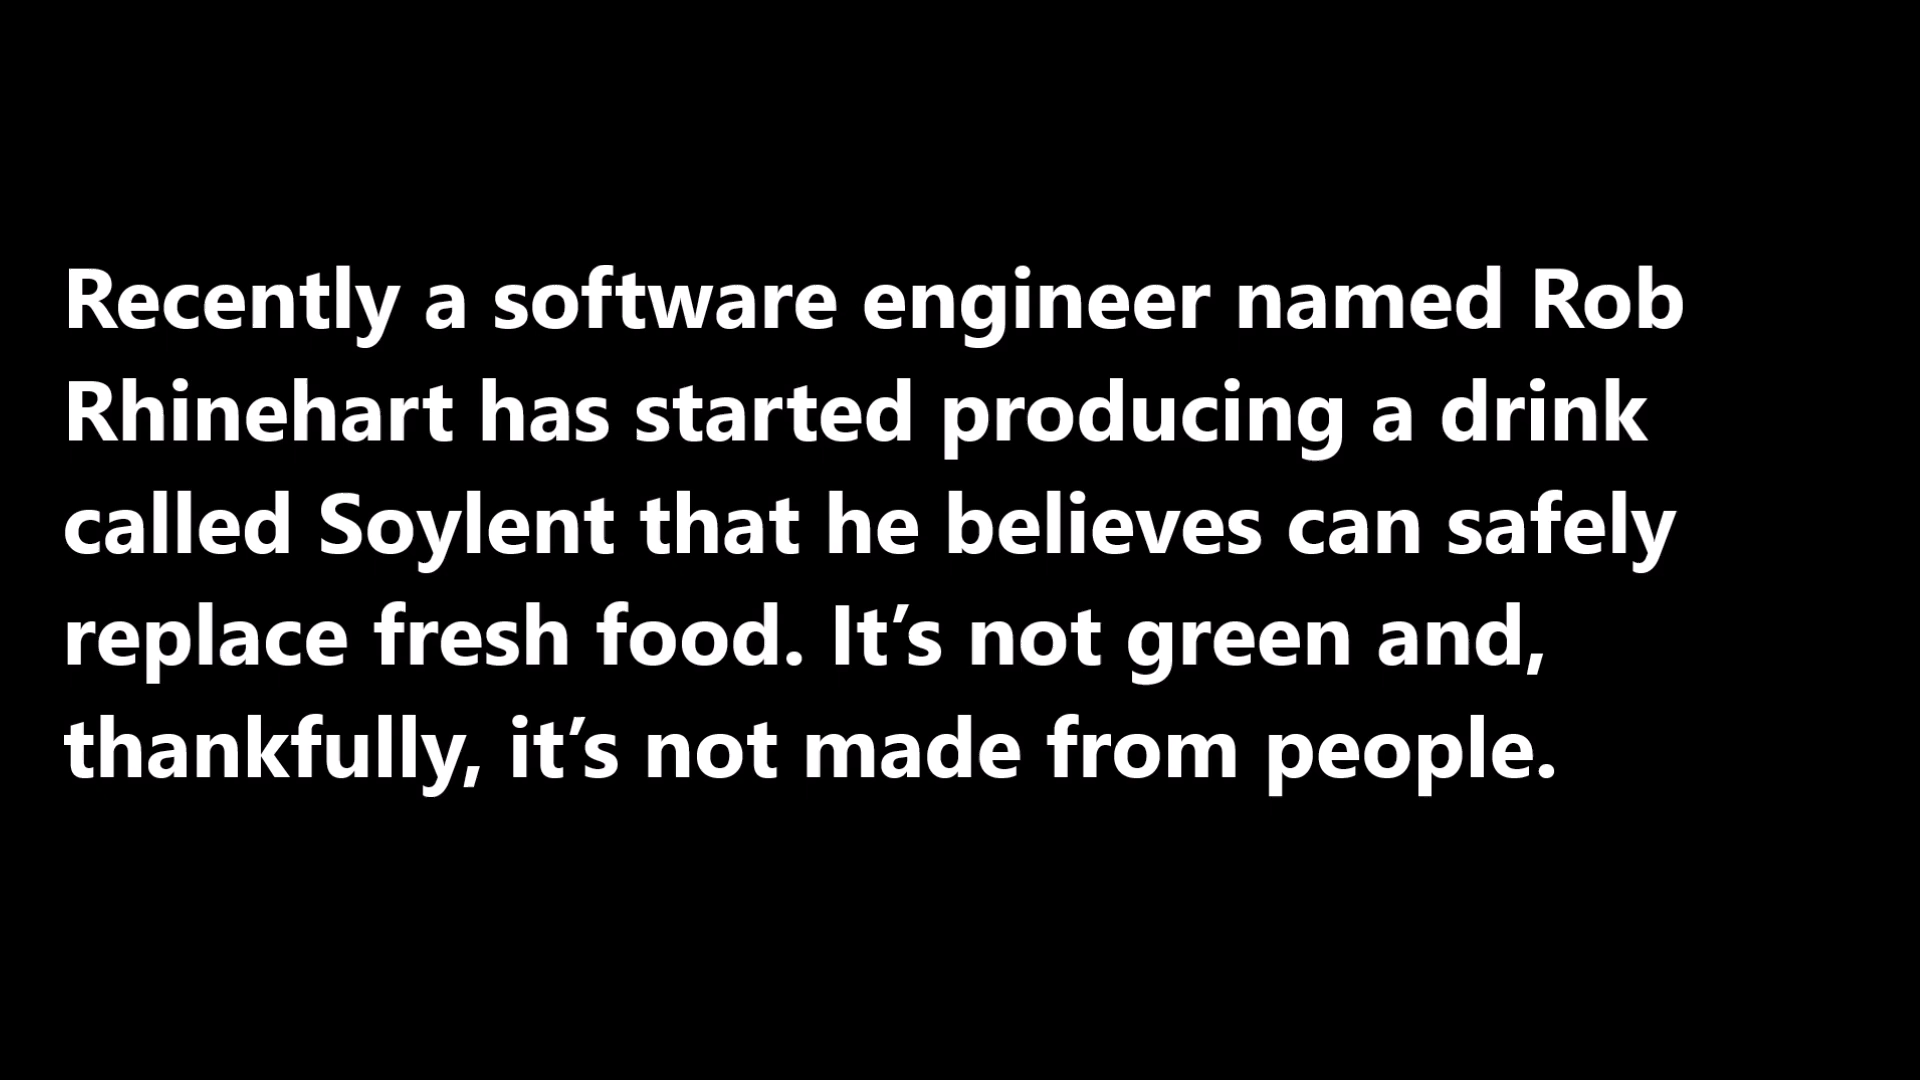 Recently a software engineer named Rob
Rhinehart has started producing a drink
called Soylent that he believes can safely
replace fresh food. It’s not green and,
thankfully, it’s not made from people.